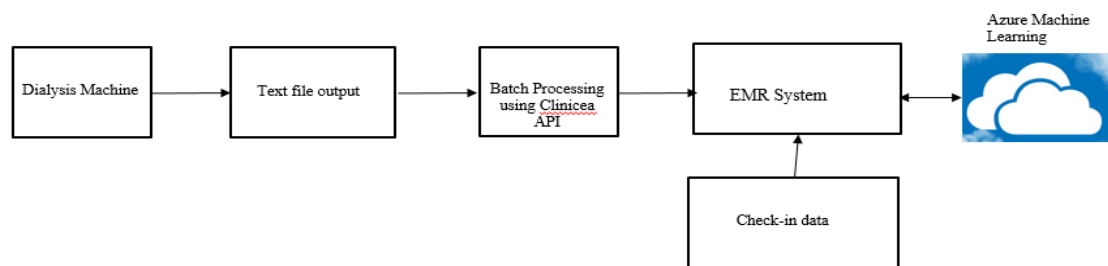 Azure Machine
Learning
Dialysis Machine
Text file output
Batch Processing
using Clinicea
API
EMR System
Check-in data